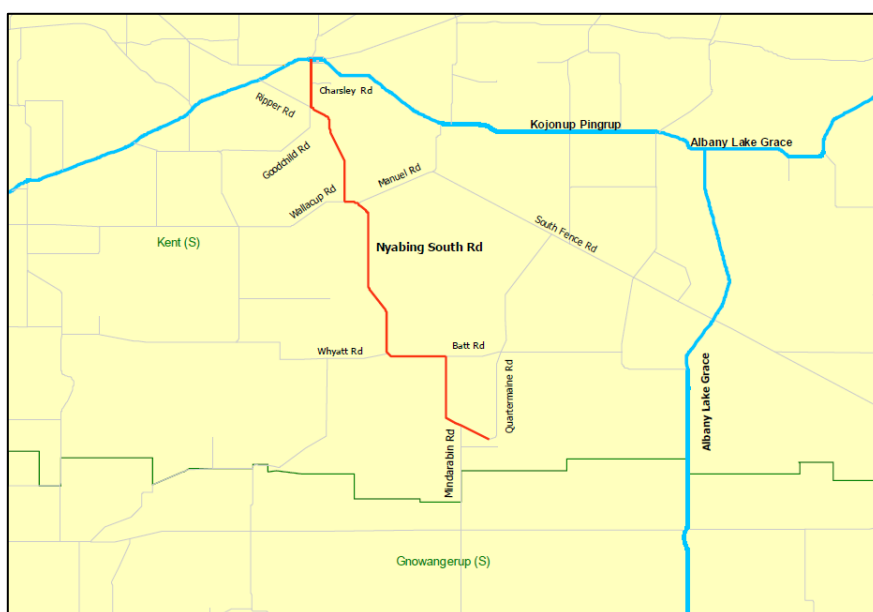 Charsley Rd
Ripper Rd
Kojonup Pingrup
Albany Lake Grace
Goodchild Rd
Manuel Rd
Wallacup Rd
South Fence Rd
Kent (S)
Nyabing South Rd
Whyatt Rd
Batt Rd
Quartermaine Rd
Albany Lake Grace
Mindarabin Rd
Gnowangerup (S)